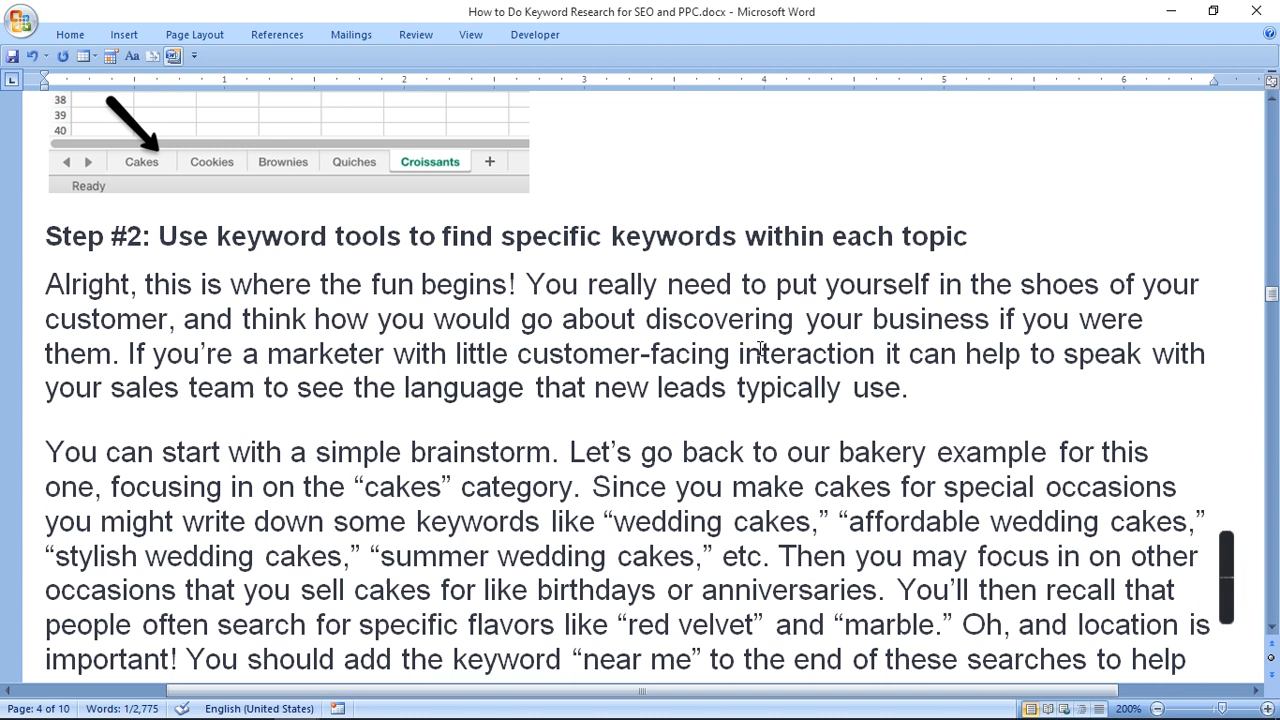 How to Do Keyword Research for SEO and PPC.docx - Microsoft Word
Home Insert Page Layout References Mailings Review View Developer
Aa
1 2 3 4 5 6
38
39
40
Cakes Cookies Brownies Quiches Croissants +
Ready
Step #2: Use keyword tools to find specific keywords within each topic
Alright, this is where the fun begins! You really need to put yourself in the shoes of your
customer, and think how you would go about discovering your business if you were
them. If you’re a marketer with little customer-facing interaction it can help to speak with
your sales team to see the language that new leads typically use.
You can start with a simple brainstorm. Let’s go back to our bakery example for this
one, focusing in on the “cakes” category. Since you make cakes for special occasions
you might write down some keywords like “wedding cakes,” “affordable wedding cakes,”
“stylish wedding cakes,” “summer wedding cakes,” etc. Then you may focus in on other
occasions that you sell cakes for like birthdays or anniversaries. You’ll then recall that
people often search for specific flavors like “red velvet” and “marble.” Oh, and location is
important! You should add the keyword “near me” to the end of these searches to help
Page: 4 of 10 Words: 1/2,775 English (United States) 200%